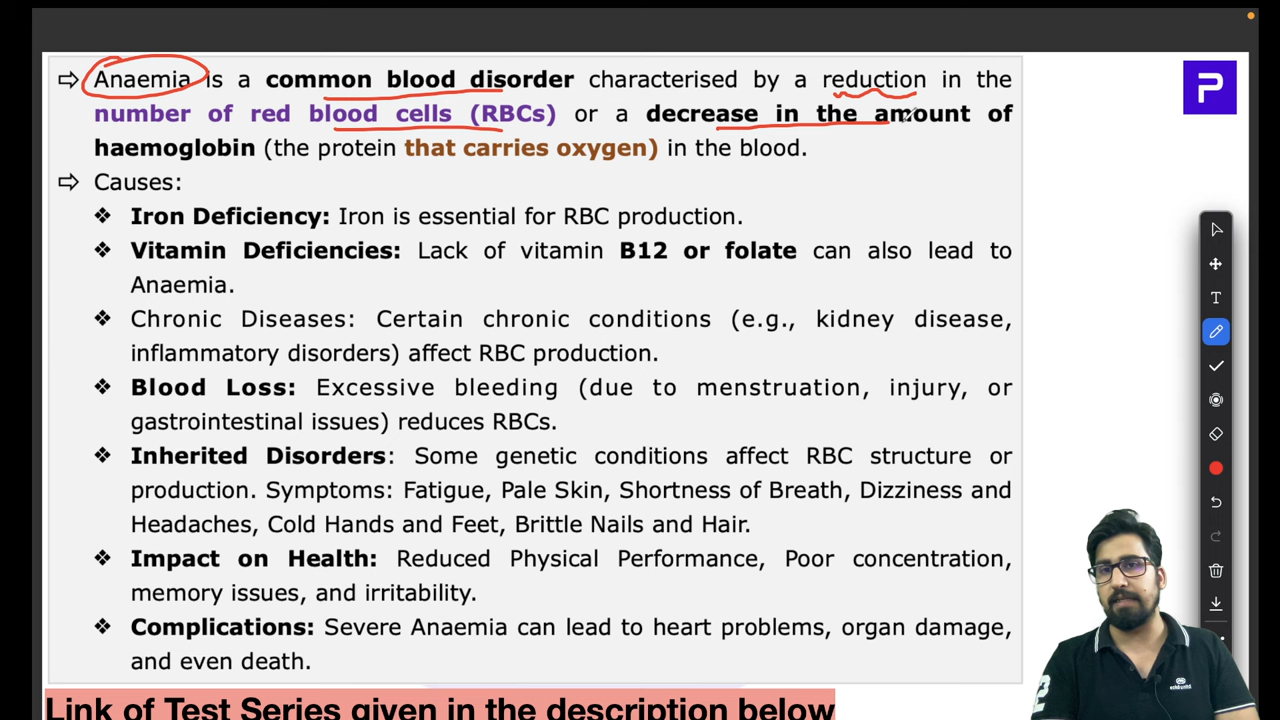 ⇨ Anaemia is a common blood disorder characterised by a reduction in the
number of red blood cells (RBCs) or a decrease in the amount of
haemoglobin (the protein that carries oxygen) in the blood.
⇨ Causes:
❖ Iron Deficiency: Iron is essential for RBC production.
❖ Vitamin Deficiencies: Lack of vitamin B12 or folate can also lead to
Anaemia.
❖ Chronic Diseases: Certain chronic conditions (e.g., kidney disease,
inflammatory disorders) affect RBC production.
❖ Blood Loss: Excessive bleeding (due to menstruation, injury, or
gastrointestinal issues) reduces RBCs.
❖ Inherited Disorders: Some genetic conditions affect RBC structure or
production. Symptoms: Fatigue, Pale Skin, Shortness of Breath, Dizziness and
Headaches, Cold Hands and Feet, Brittle Nails and Hair.
❖ Impact on Health: Reduced Physical Performance, Poor concentration,
memory issues, and irritability.
❖ Complications: Severe Anaemia can lead to heart problems, organ damage,
and even death.
Link of Test Series given in the description below
P
T
2